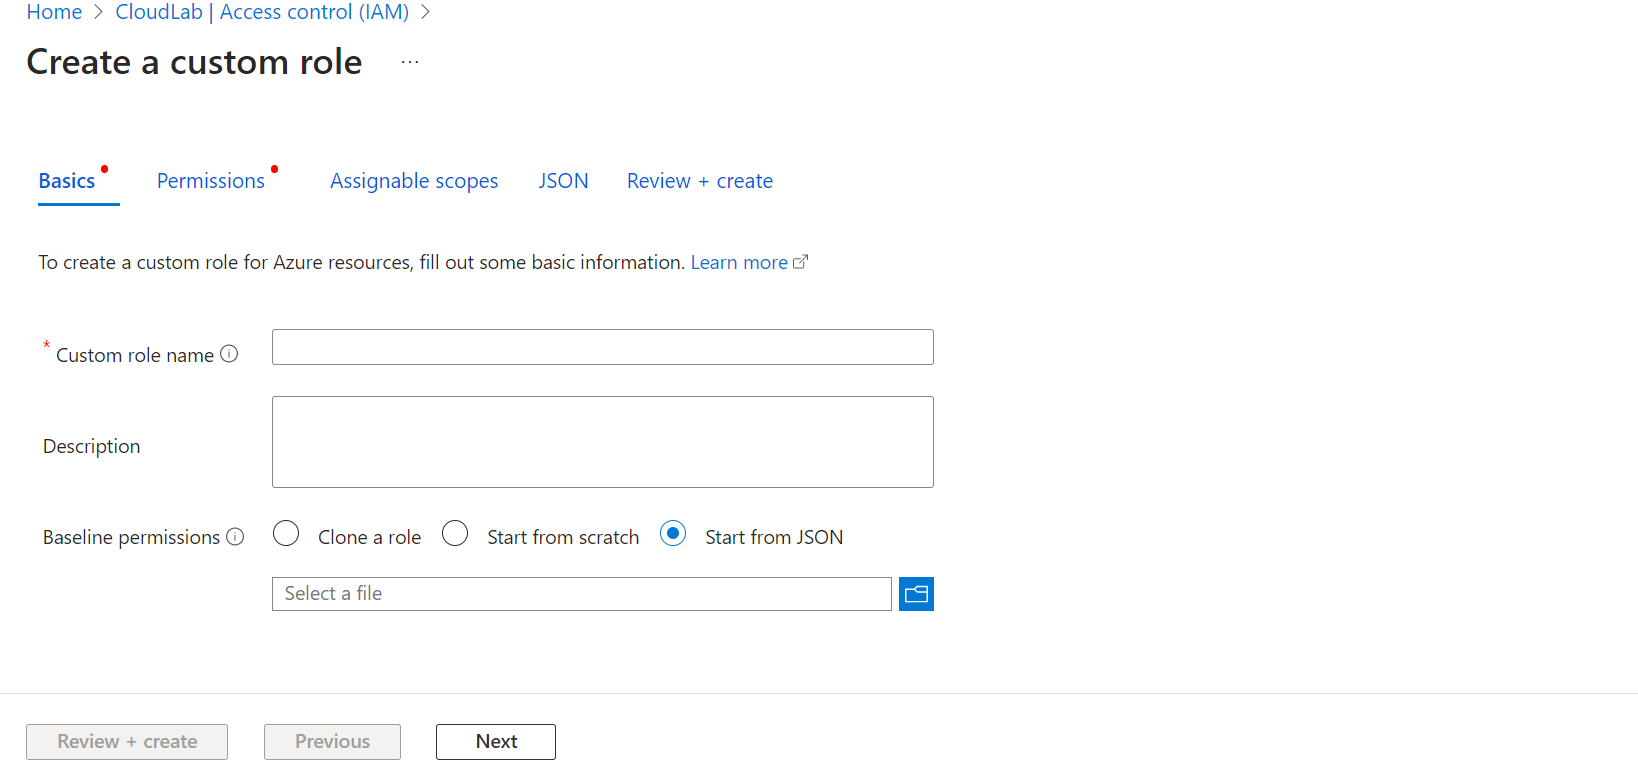 Home > CloudLab | Access control (IAM) >
Create a custom role ...
Basics Permissions Assignable scopes JSON Review + create
To create a custom role for Azure resources, fill out some basic information. Learn more
* Custom role name
Description
Baseline permissions Clone a role Start from scratch Start from JSON
Select a file
Review + create Previous Next